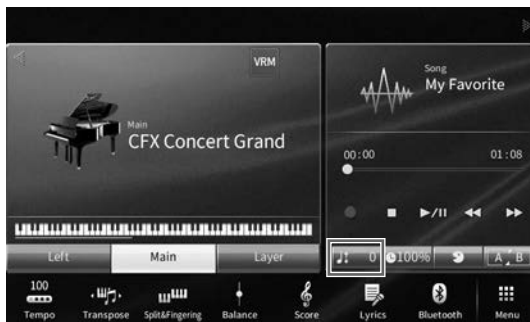 VRM
Main
CFX Concert Grand
Left
Main
Layer
Song
My Favorite
00:00
01:08
0
100%
A B
100
Tempo
Transpose
Split&Fingering
Balance
Score
Lyrics
Bluetooth
Menu